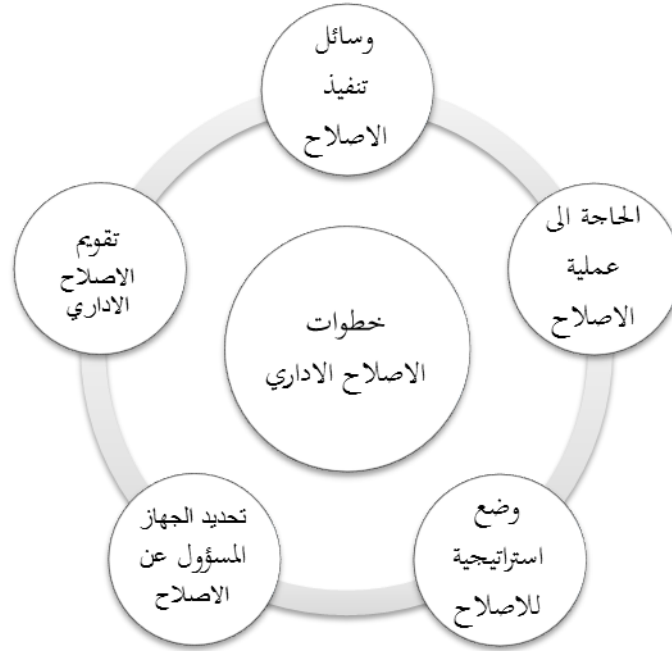 وسائل
تنفيذ
الاصلاح
الحاجة الى
عملية
الاصلاح
وضع
استراتيجية
للاصلاح
تحديد الجهاز
المسؤول عن
الاصلاح
تقويم
الاصلاح
الاداري
خطوات
الاصلاح الاداري